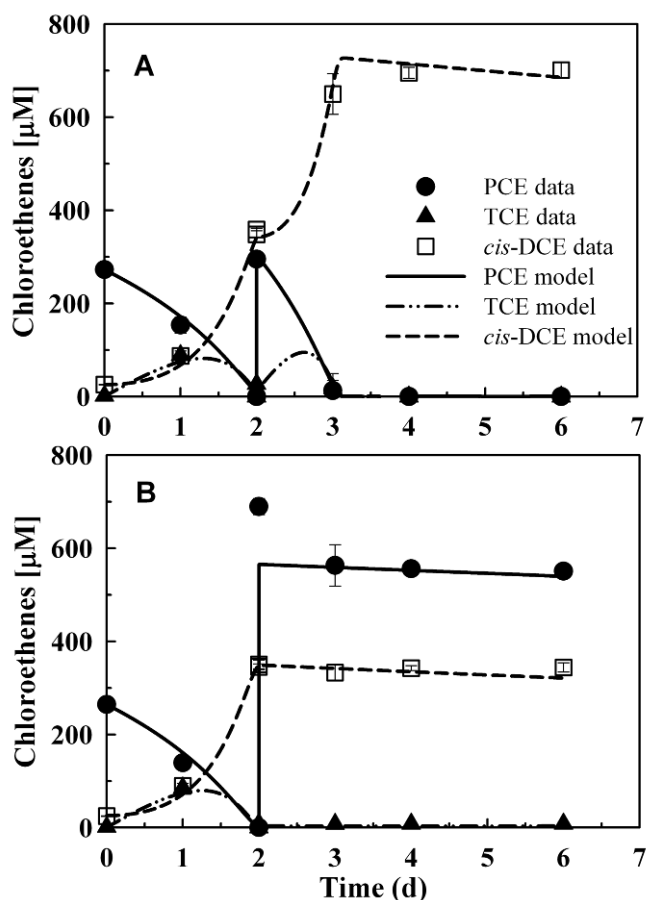 800
A
600
400
200
0
Chloroethenes [µM]
PCE data
TCE data
cis-DCE data
PCE model
TCE model
cis-DCE model
0 1 2 3 4 5 6 7
800
B
600
400
200
0
Chloroethenes [µM]
0 1 2 3 4 5 6 7
Time (d)